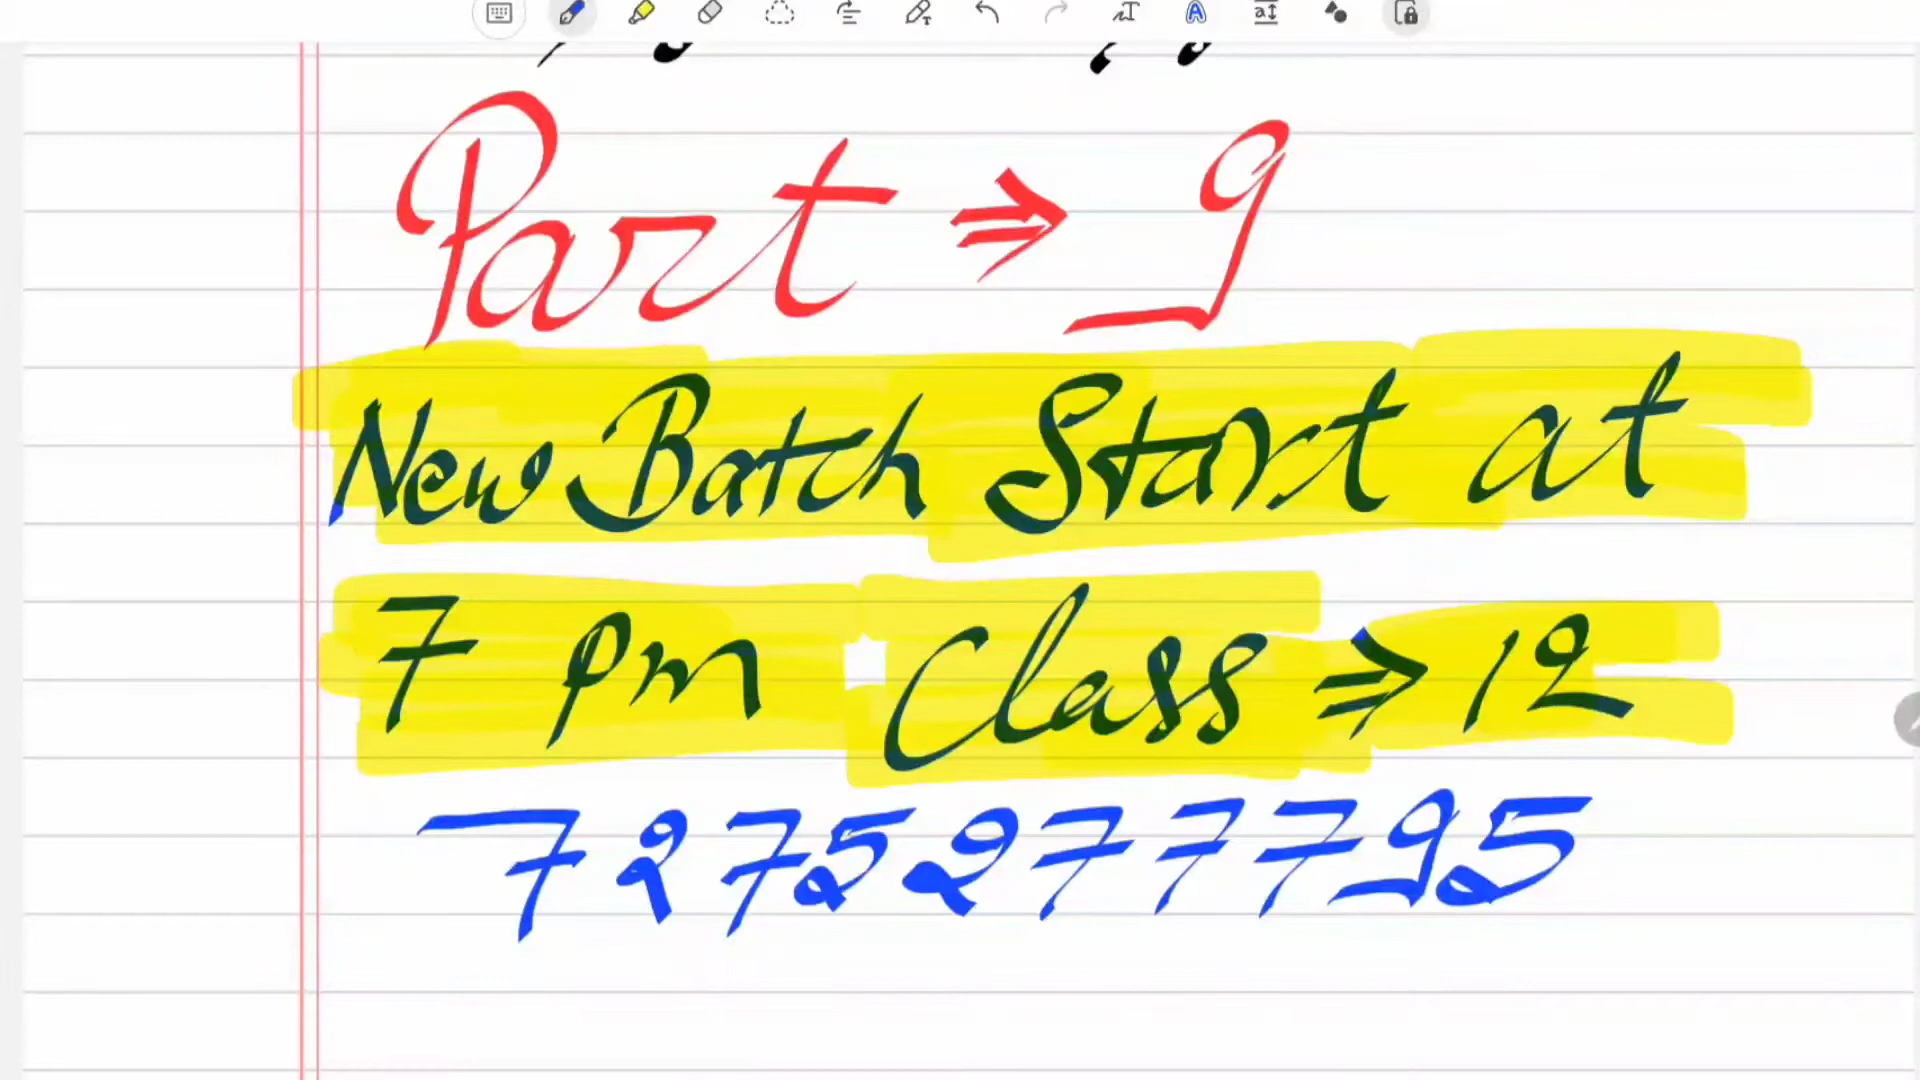 Part ⇒ 9
New Batch Start at
7 pm Class ⇒ 12
7275277795